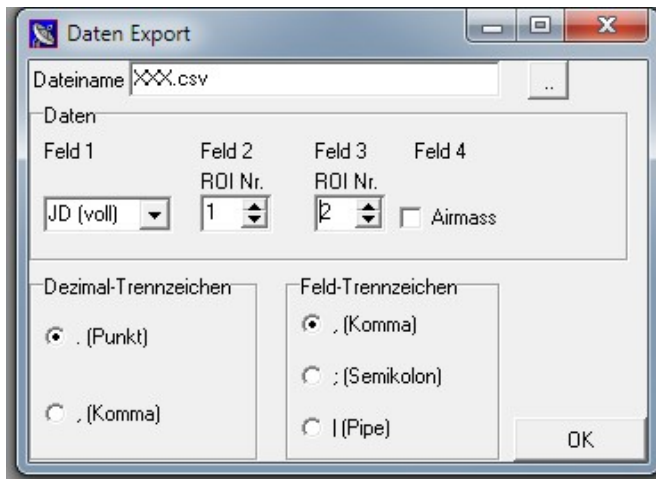 Daten Export
Dateiname XXX.csv ..
Daten
Feld 1 Feld 2 Feld 3 Feld 4
ROI Nr. ROI Nr.
JD (voll) 1 2 Airmass
Dezimal-Trennzeichen
. (Punkt)
, (Komma)
Feld-Trennzeichen
, (Komma)
; (Semikolon)
| (Pipe)
OK